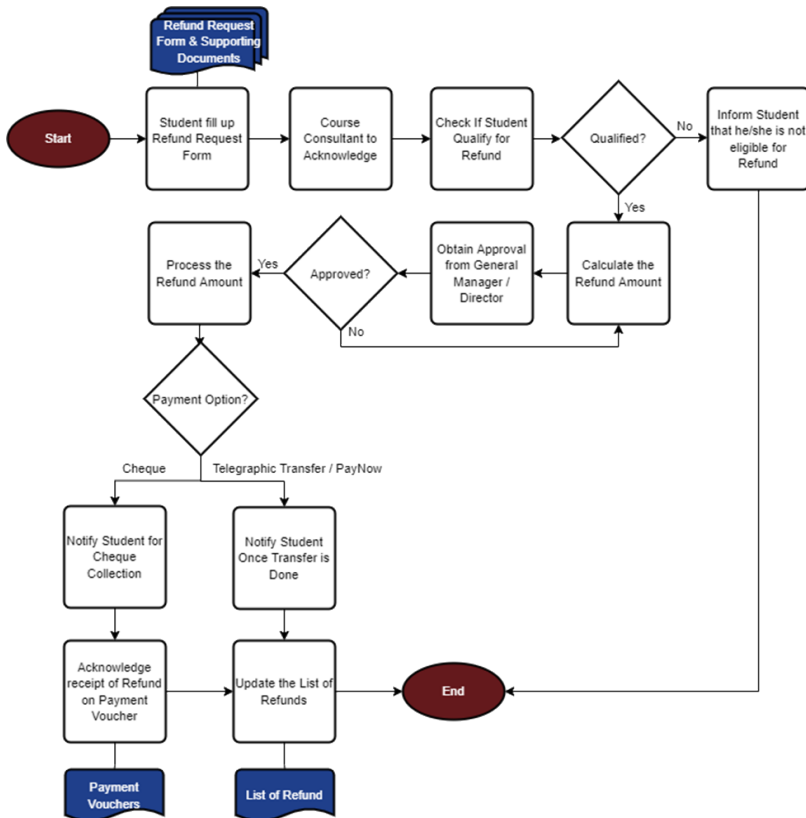 Refund Request
Form & Supporting
Documents
Start
Student fill up
Refund Request
Form
Course
Consultant to
Acknowledge
Check If Student
Qualify for
Refund
Qualified?
No
Inform Student
that he/she is not
eligible for
Refund
Yes
Process the
Refund Amount
Yes
Approved?
Obtain Approval
from General
Manager /
Director
Calculate the
Refund Amount
No
Payment Option?
Cheque
Telegraphic Transfer / PayNow
Notify Student for
Cheque
Collection
Notify Student
Once Transfer is
Done
Acknowledge
receipt of Refund
on Payment
Voucher
Update the List of
Refunds
End
Payment
Vouchers
List of Refund